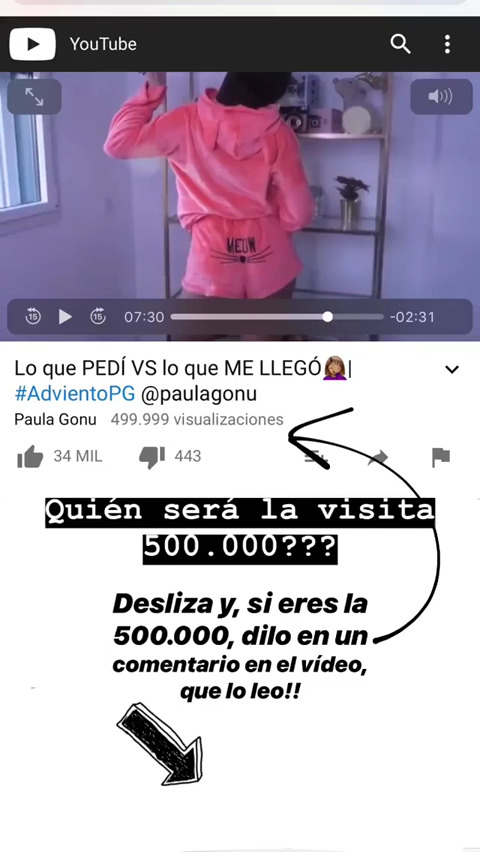 YouTube
MEOW
15
15
07:30
-02:31
Lo que PEDÍ VS lo que ME LLEGÓ🤦🏽‍♀️|
#AdvientoPG @paulagonu
Paula Gonu 499.999 visualizaciones
34 MIL
443
Quién será la visita
500.000???
Desliza y, si eres la
500.000, dilo en un
comentario en el vídeo,
que lo leo!!